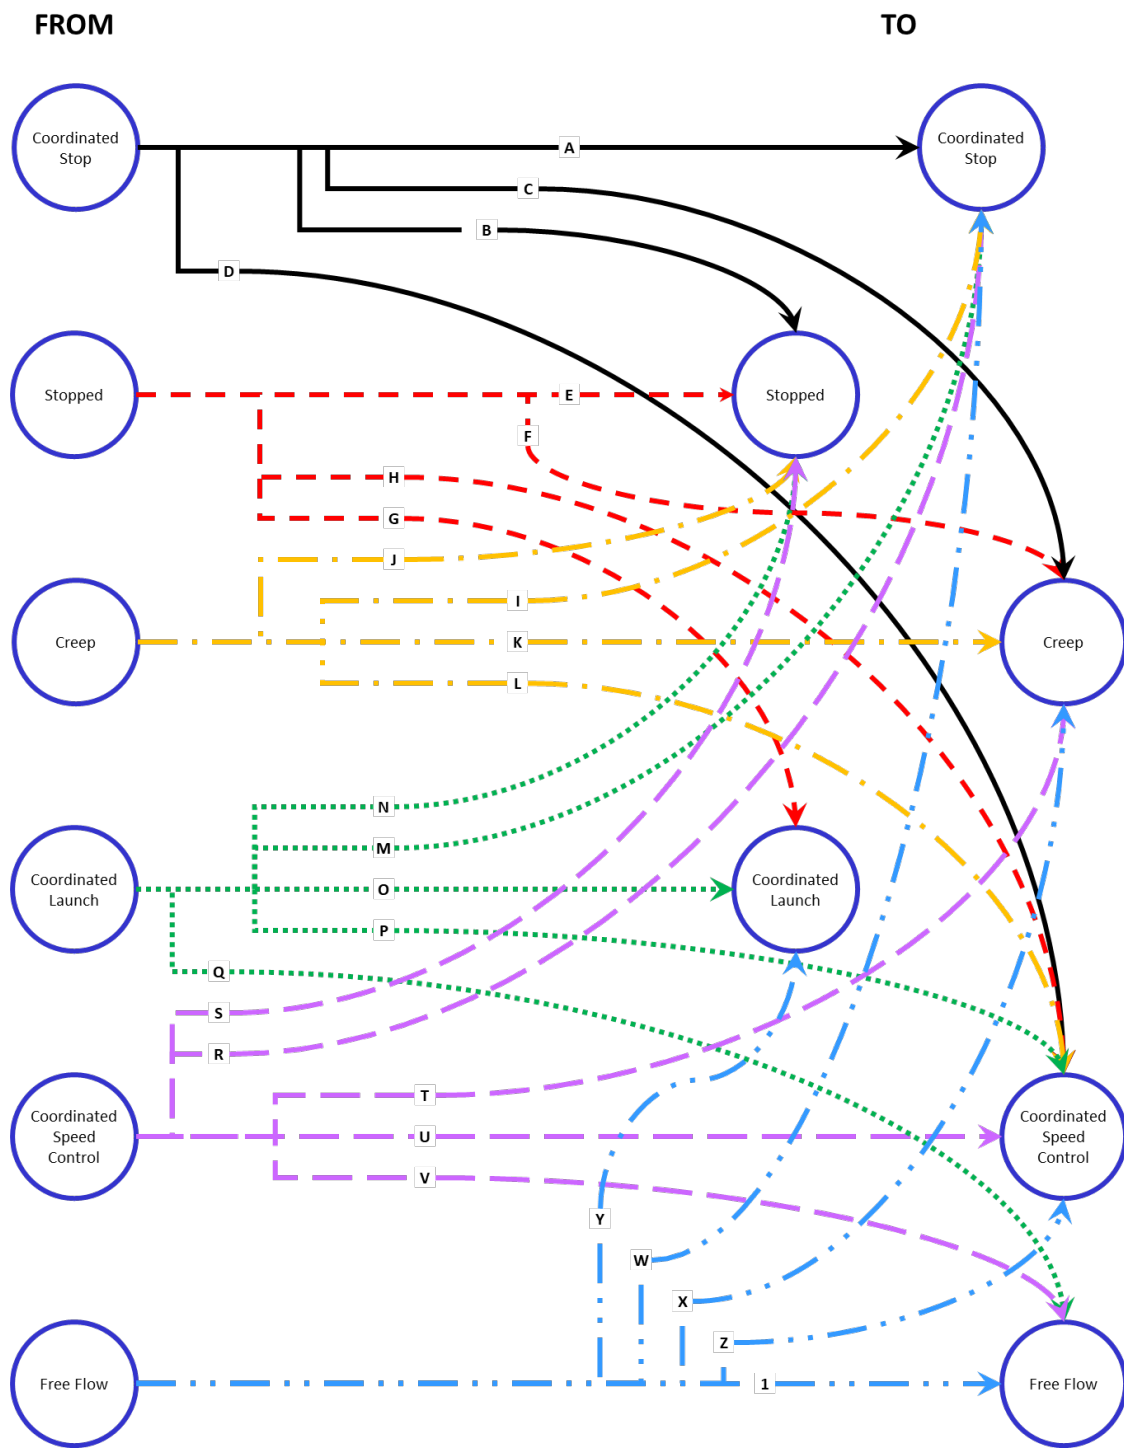 FROM
TO
Coordinated
Stop
A
Coordinated
Stop
C
B
D
Stopped
E
Stopped
F
H
G
J
I
Creep
K
Creep
L
N
M
Coordinated
Launch
O
Coordinated
Launch
P
Q
S
R
T
Coordinated
Speed
Control
U
Coordinated
Speed
Control
V
Y
W
X
Z
Free Flow
1
Free Flow